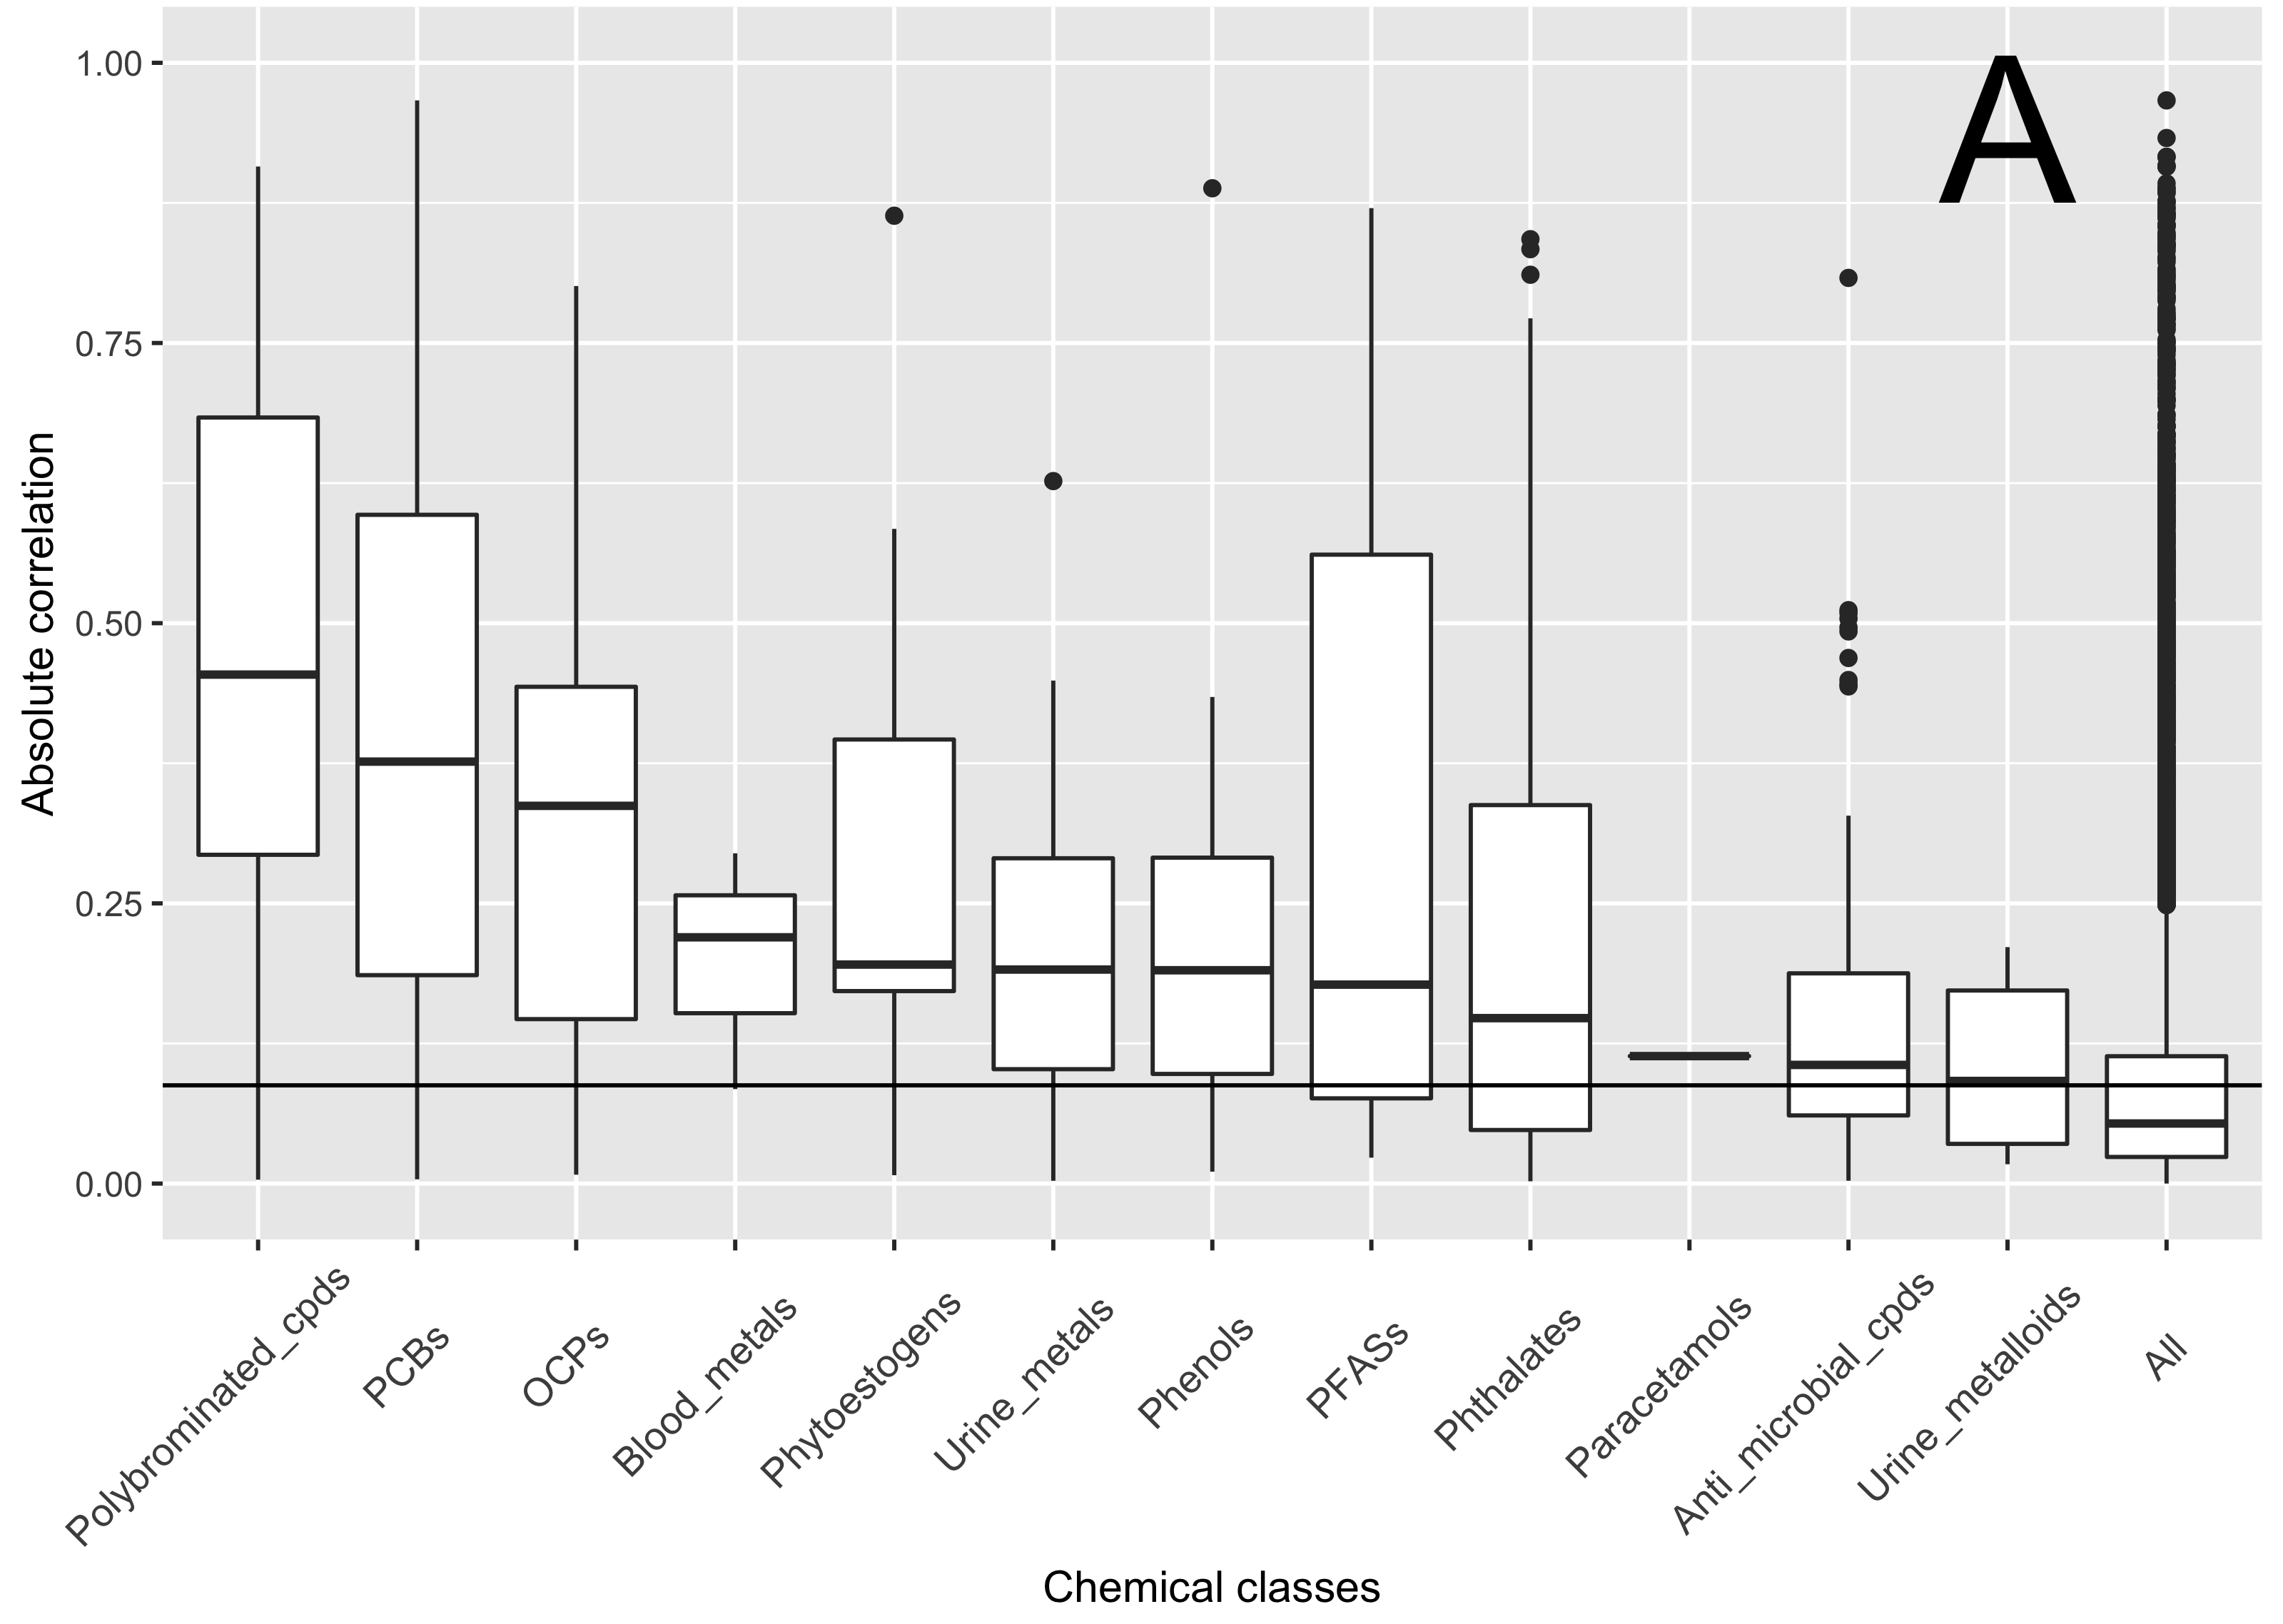 A
1.00
0.75
0.50
0.25
0.00
Absolute correlation
Polybrominated_cpds
PCBs
OCPs
Blood_metals
Phytoestogens
Urine_metals
Phenols
PFASs
Phthalates
Paracetamols
Anti_microbial_cpds
Urine_metalloids
All
Chemical classes